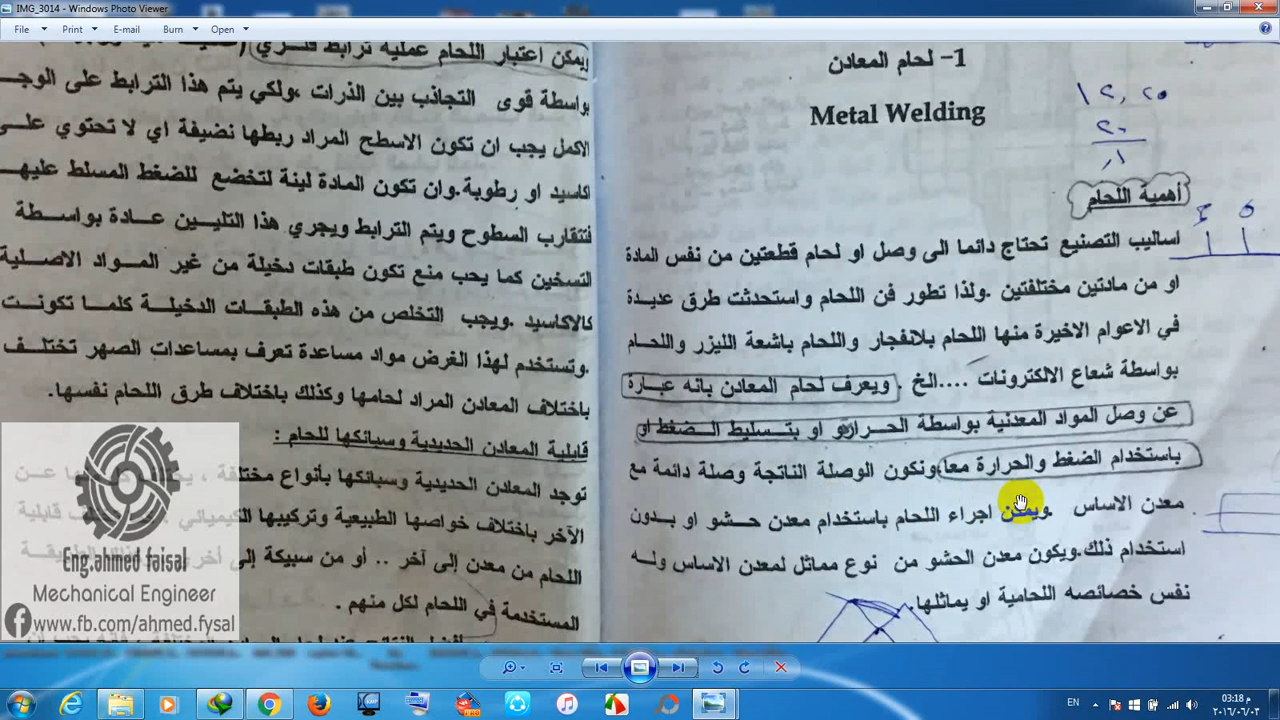 IMG_3014 - Windows Photo Viewer
File Print E-mail Burn Open
1- لحام المعادن
Metal Welding
أهمية اللحام
اساليب التصنيع تحتاج دائما الى وصل او لحام قطعتين من نفس المادة
او من مادتين مختلفتين .ولذا تطور فن اللحام واستحدثت طرق عديدة
في الاعوام الاخيرة منها اللحام بلانفجار واللحام باشعة الليزر واللحام
بواسطة شعاع الالكترونات ....الخ . ويعرف لحام المعادن بانه عبارة
عن وصل المواد المعدنية بواسطة الحرارة او بتسليط الضغط او
باستخدام الضغط والحرارة معا وتكون الوصلة الناتجة وصلة دائمة مع
معدن الاساس .ويمكن اجراء اللحام باستخدام معدن حشو او بدون
استخدام ذلك.ويكون معدن الحشو من نوع مماثل لمعدن الاساس وله
نفس خصائصه اللحامية او يماثلها.
ويمكن اعتبار اللحام عملية ترابط فلزي
بواسطة قوى التجاذب بين الذرات ،ولكي يتم هذا الترابط على الوجه
الاكمل يجب ان تكون الاسطح المراد ربطها نضيفة اي لا تحتوي على
اكاسيد او رطوبة.وان تكون المادة لينة لتخضع للضغط المسلط عليها
فتتقارب السطوح ويتم الترابط ويجري هذا التليين عادة بواسطة
التسخين كما يحب منع تكون طبقات دخيلة من غير المواد الاصلية
كالاكاسيد .ويجب التخلص من هذه الطبقات الدخيلة كلما تكونت
.وتستخدم لهذا الغرض مواد مساعدة تعرف بمساعدات الصهر تختلف
باختلاف المعادن المراد لحامها وكذلك باختلاف طرق اللحام نفسها.
قابلية المعادن الحديدية وسبائكها للحام :
توجد المعادن الحديدية وسبائكها بأنواع مختلفة ، عن
الآخر باختلاف خواصها الطبيعية وتركيبها الكيميائي قابلية
اللحام من معدن إلى آخر .. أو من سبيكة إلى أخرى
المستخدمة في اللحام لكل منهم .
Eng.ahmed faisal
Mechanical Engineer
www.fb.com/ahmed.fysal
EN
03:18 م
٢٠١٦/٠٦/٠٣